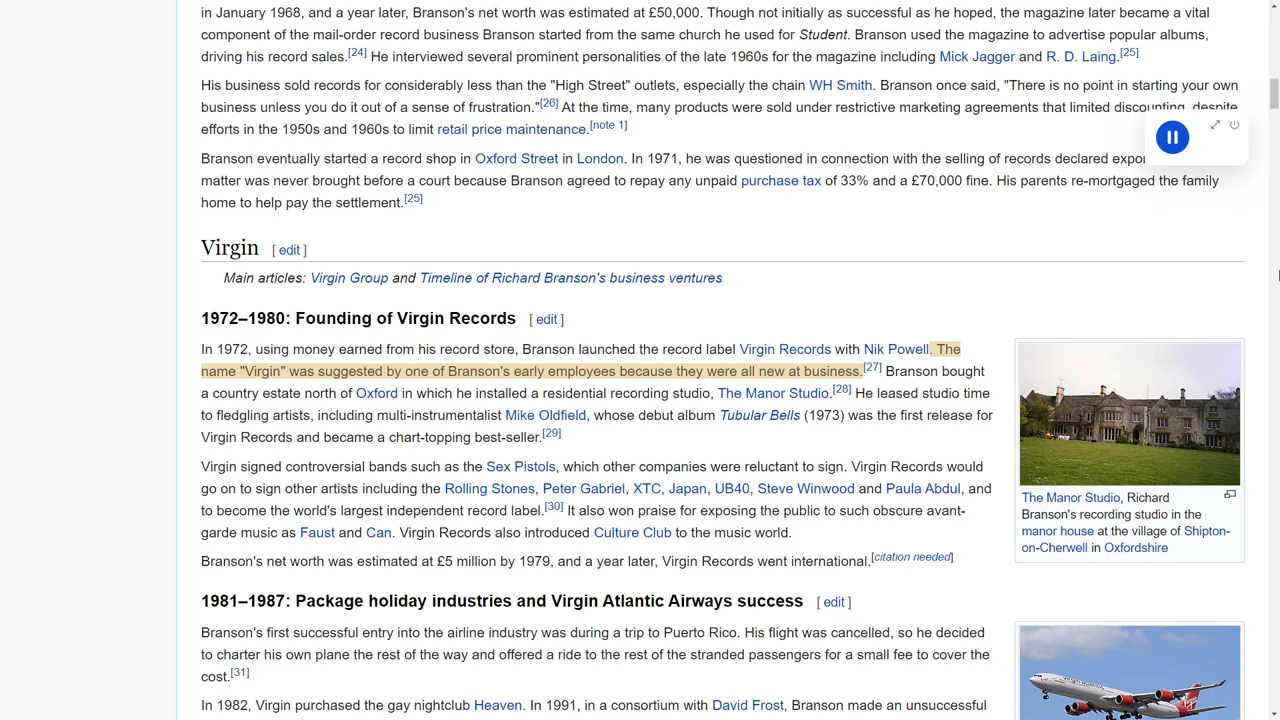 in January 1968, and a year later, Branson's net worth was estimated at £50,000. Though not initially as successful as he hoped, the magazine later became a vital
component of the mail-order record business Branson started from the same church he used for Student. Branson used the magazine to advertise popular albums,
driving his record sales.[24] He interviewed several prominent personalities of the late 1960s for the magazine including Mick Jagger and R. D. Laing.[25]
His business sold records for considerably less than the "High Street" outlets, especially the chain WH Smith. Branson once said, "There is no point in starting your own
business unless you do it out of a sense of frustration."[26] At the time, many products were sold under restrictive marketing agreements that limited discounting, despite
efforts in the 1950s and 1960s to limit retail price maintenance.[note 1]
Branson eventually started a record shop in Oxford Street in London. In 1971, he was questioned in connection with the selling of records declared
matter was never brought before a court because Branson agreed to repay any unpaid purchase tax of 33% and a £70,000 fine. His parents re-mortgaged the family
home to help pay the settlement.[25]
Virgin [ edit ]
Main articles: Virgin Group and Timeline of Richard Branson's business ventures
1972–1980: Founding of Virgin Records [ edit ]
In 1972, using money earned from his record store, Branson launched the record label Virgin Records with Nik Powell. The
name "Virgin" was suggested by one of Branson's early employees because they were all new at business.[27] Branson bought
a country estate north of Oxford in which he installed a residential recording studio, The Manor Studio.[28] He leased studio time
to fledgling artists, including multi-instrumentalist Mike Oldfield, whose debut album Tubular Bells (1973) was the first release for
Virgin Records and became a chart-topping best-seller.[29]
Virgin signed controversial bands such as the Sex Pistols, which other companies were reluctant to sign. Virgin Records would
go on to sign other artists including the Rolling Stones, Peter Gabriel, XTC, Japan, UB40, Steve Winwood and Paula Abdul, and
to become the world's largest independent record label.[30] It also won praise for exposing the public to such obscure avant-
garde music as Faust and Can. Virgin Records also introduced Culture Club to the music world.
Branson's net worth was estimated at £5 million by 1979, and a year later, Virgin Records went international.[citation needed]
The Manor Studio, Richard
Branson's recording studio in the
manor house at the village of Shipton-
on-Cherwell in Oxfordshire
1981–1987: Package holiday industries and Virgin Atlantic Airways success [ edit ]
Branson's first successful entry into the airline industry was during a trip to Puerto Rico. His flight was cancelled, so he decided
to charter his own plane the rest of the way and offered a ride to the rest of the stranded passengers for a small fee to cover the
cost.[31]
In 1982, Virgin purchased the gay nightclub Heaven. In 1991, in a consortium with David Frost, Branson made an unsuccessful